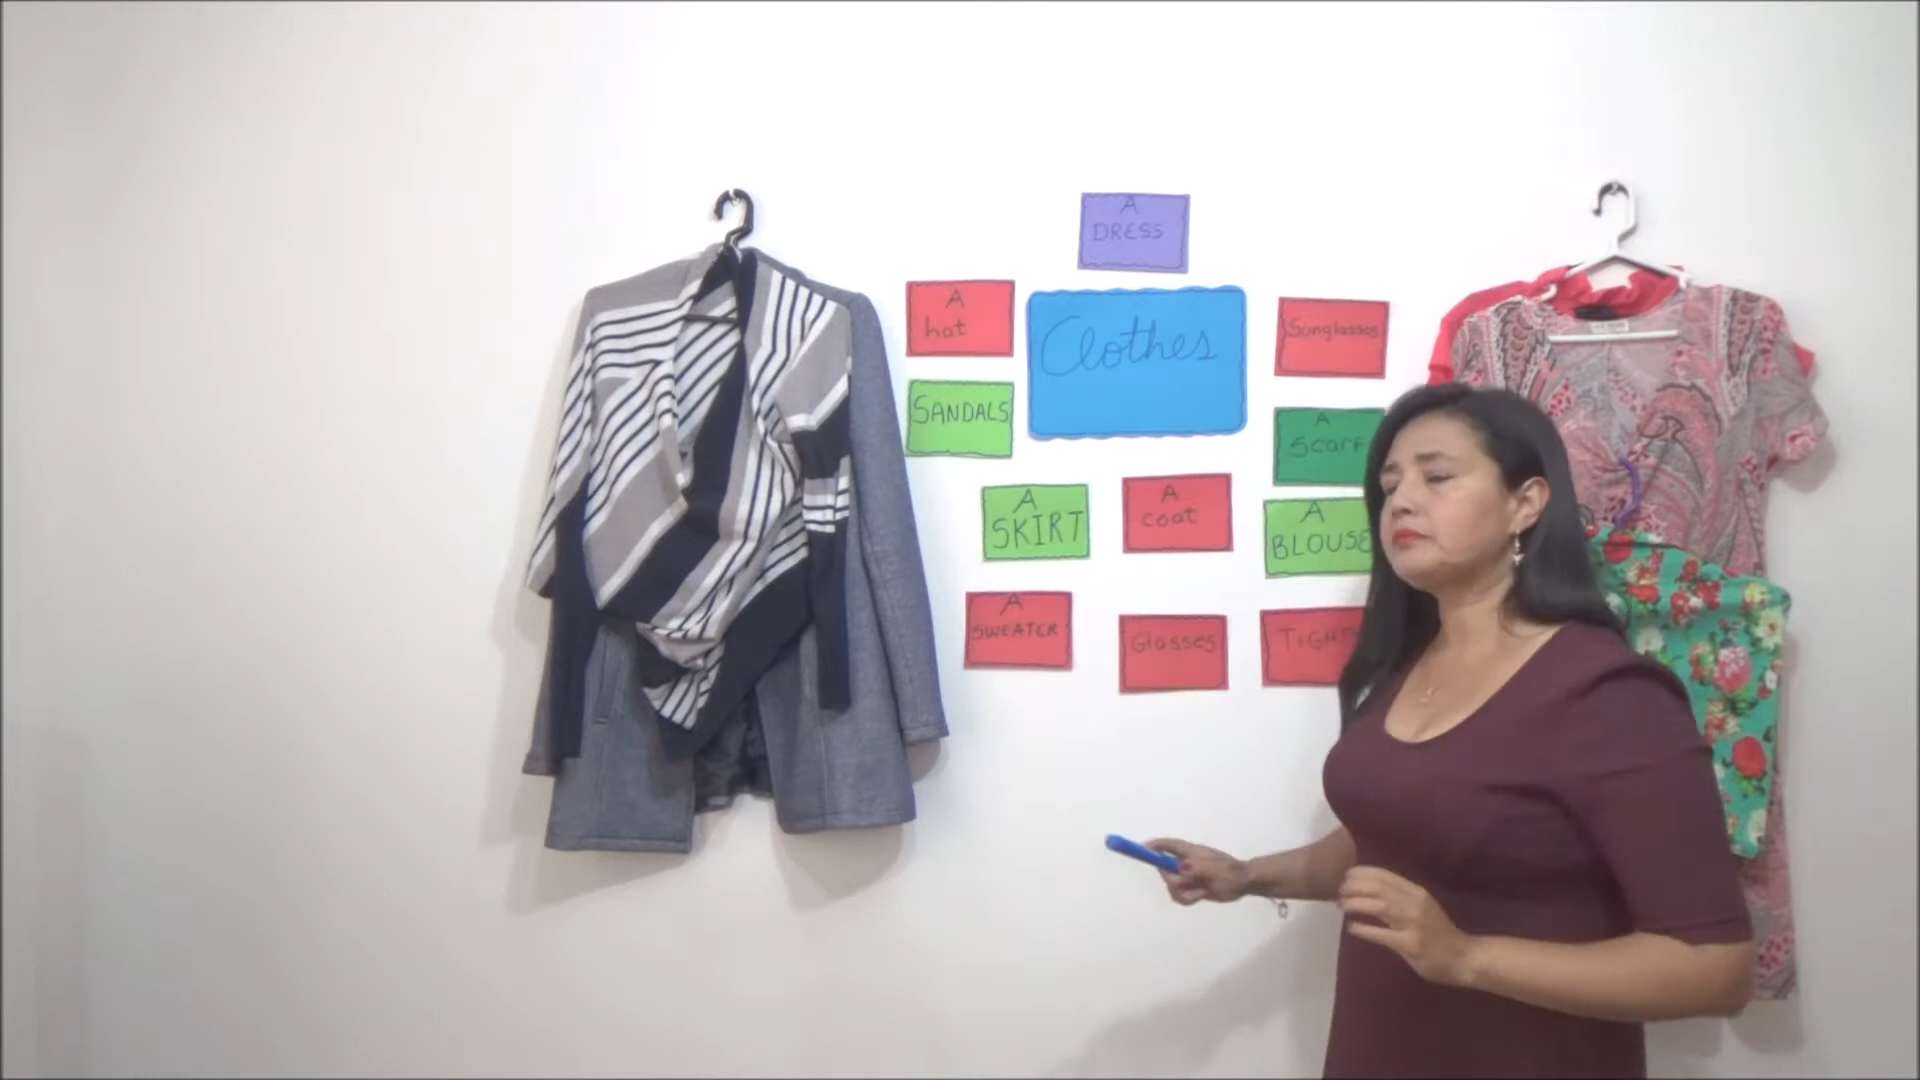 A
DRESS
A
hat
Clothes
Sunglasses
SANDALS
A
Scarf
A
SKIRT
A
coat
A
BLOUSE
A
SWEATER
Glasses
TIGHT